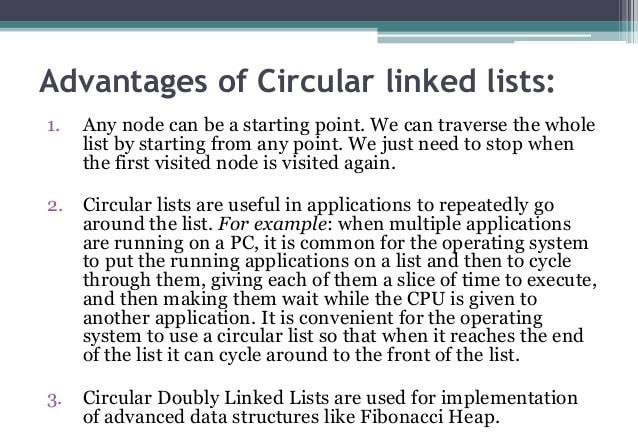 Advantages of Circular linked lists:
1. Any node can be a starting point. We can traverse the whole
list by starting from any point. We just need to stop when
the first visited node is visited again.
2. Circular lists are useful in applications to repeatedly go
around the list. For example: when multiple applications
are running on a PC, it is common for the operating system
to put the running applications on a list and then to cycle
through them, giving each of them a slice of time to execute,
and then making them wait while the CPU is given to
another application. It is convenient for the operating
system to use a circular list so that when it reaches the end
of the list it can cycle around to the front of the list.
3. Circular Doubly Linked Lists are used for implementation
of advanced data structures like Fibonacci Heap.